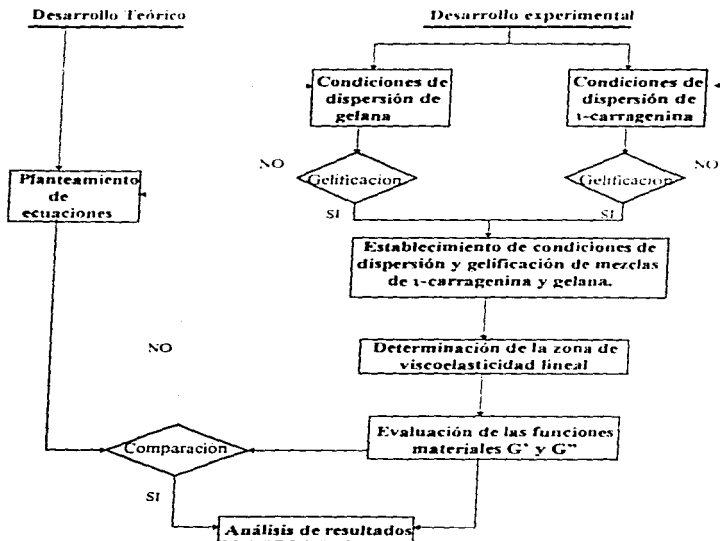 Desarrollo Teórico
Desarrollo experimental
Condiciones de
dispersión de
gelana
Condiciones de
dispersión de
ι-carragenina
NO
Gelificacion
Gelificacion
NO
SI
SI
Planteamiento
de
ecuaciones
Establecimiento de condiciones de
dispersión y gelificación de mezclas
de ι-carragenina y gelana.
NO
Determinación de la zona de
viscoelasticidad lineal
Comparación
Evaluación de las funciones
materiales G' y G''
SI
Análisis de resultados